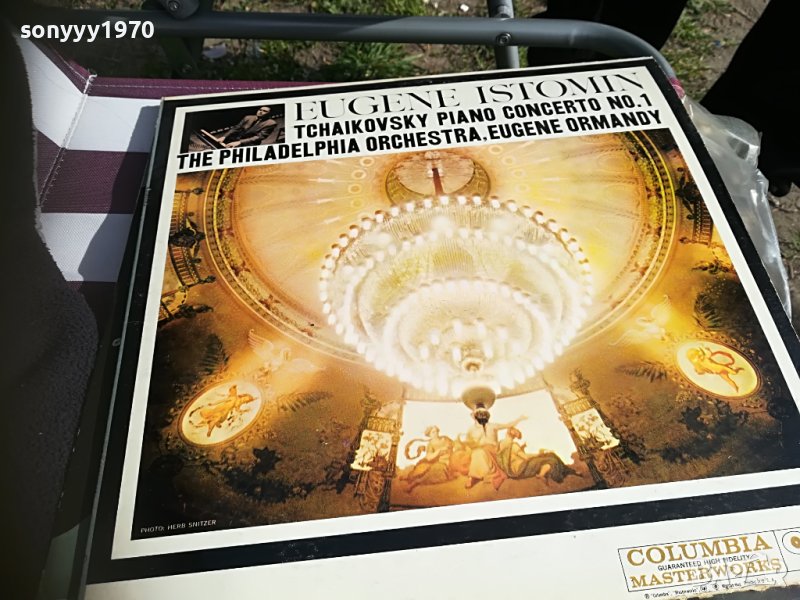 sonyyy1970
EUGENE ISTOMIN
TCHAIKOVSKY PIANO CONCERTO NO.1
THE PHILADELPHIA ORCHESTRA, EUGENE ORMANDY
PHOTO: HERB SNITZER
COLUMBIA
GUARANTEED HIGH FIDELITY
MASTERWORKS